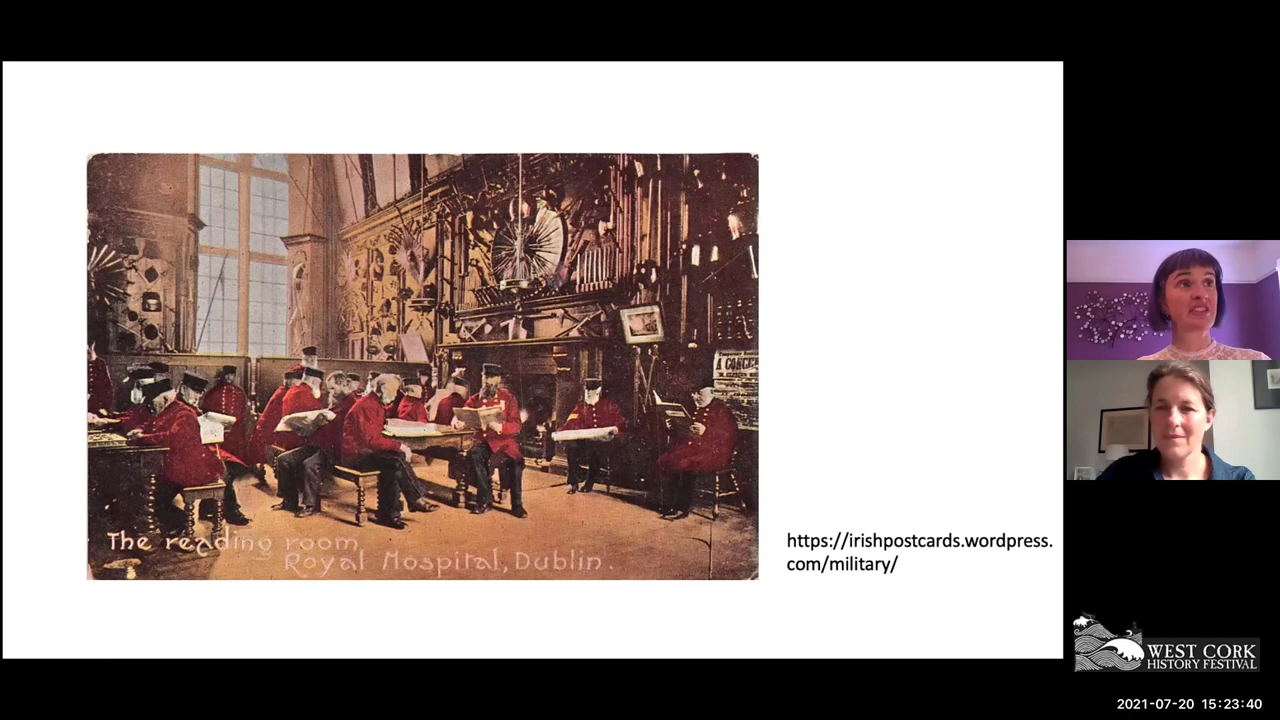 A CONCE
The reading room,
Royal Hospital, Dublin.
https://irishpostcards.wordpress.
com/military/
WEST CORK
HISTORY FESTIVAL
2021-07-20 15:23:40